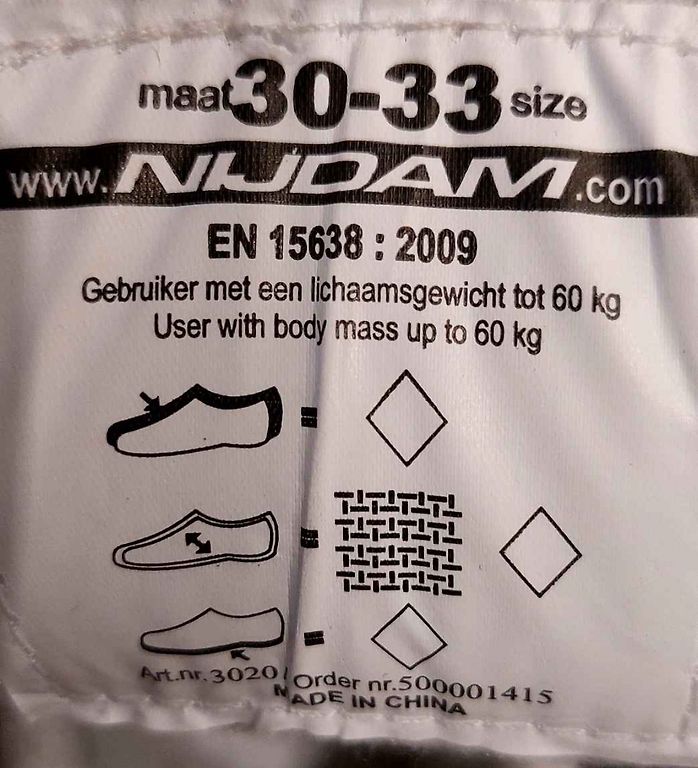 maat 30-33 size
www.NIJDAM.com
EN 15638 : 2009
Gebruiker met een lichaamsgewicht tot 60 kg
User with body mass up to 60 kg
=
=
=
Art.nr.3020/Order nr.500001415
MADE IN CHINA